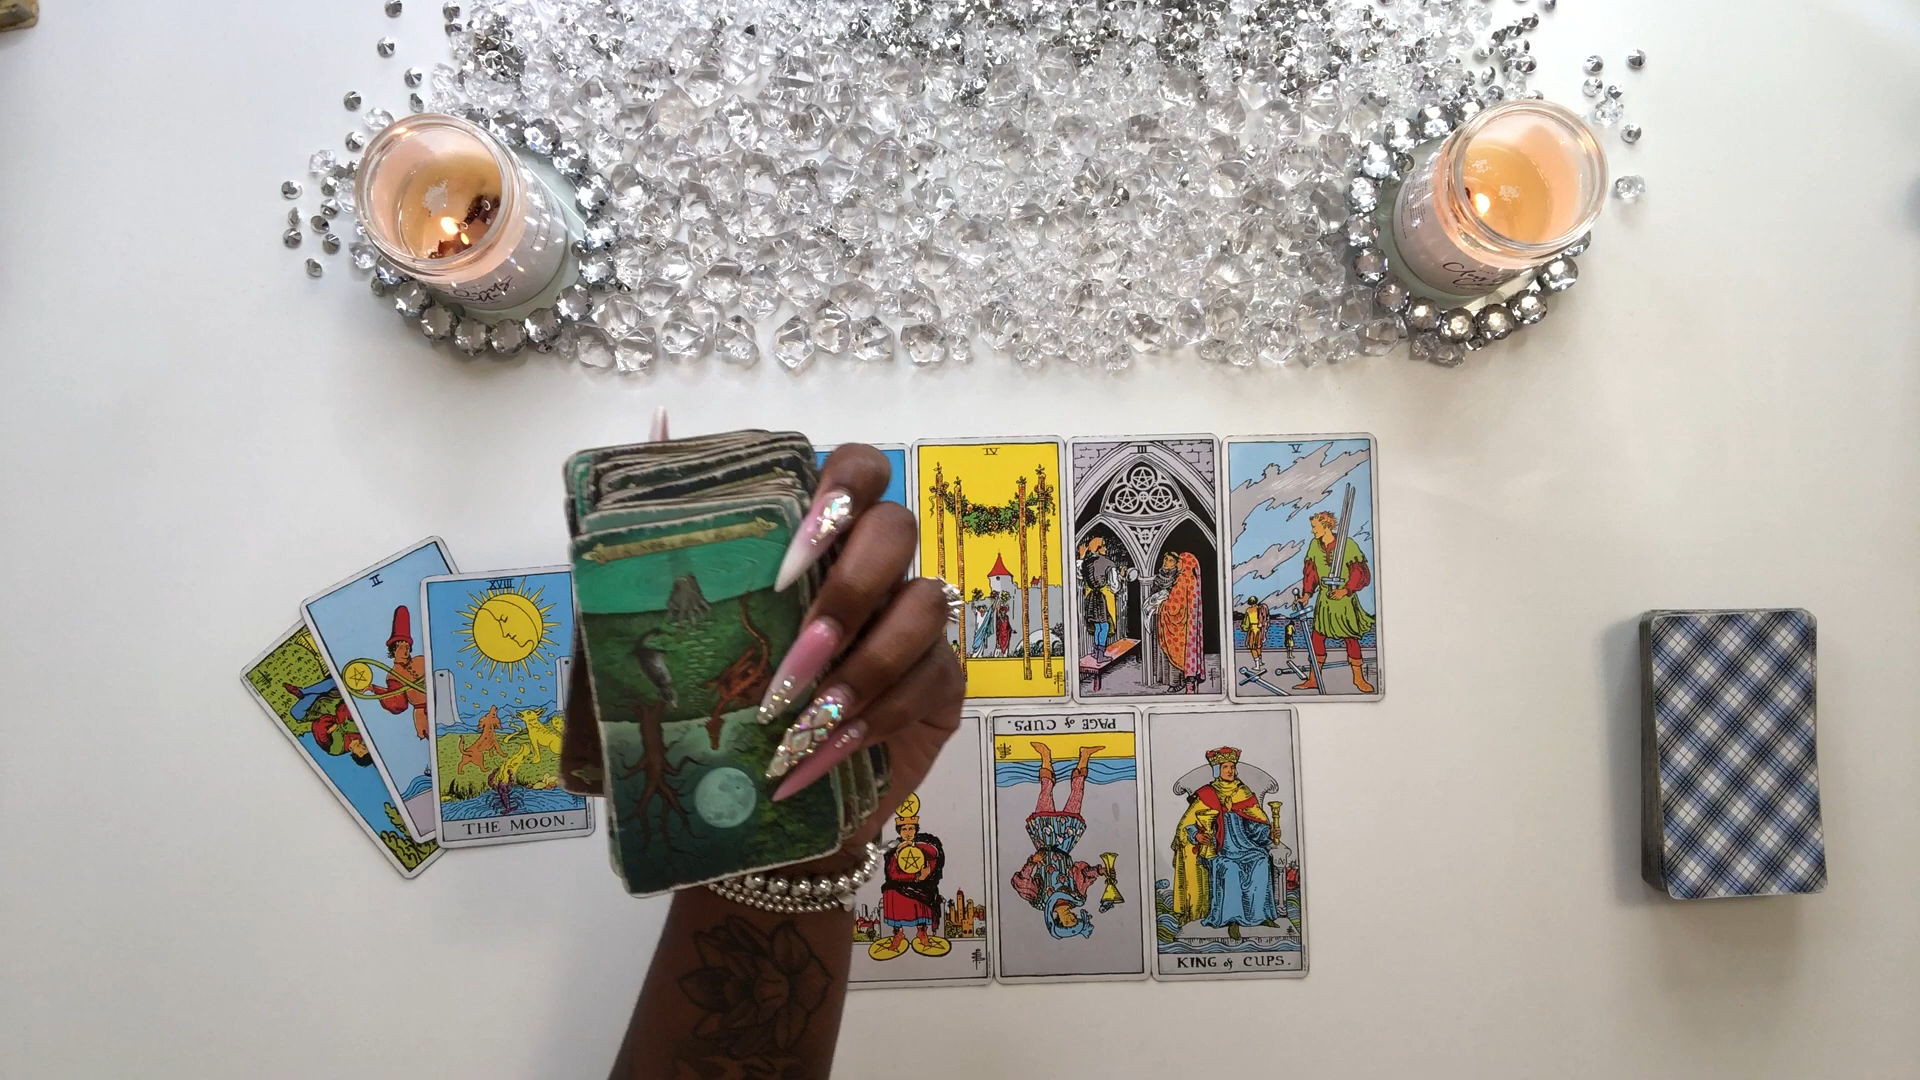 IV
III
V
II
XVIII
THE MOON.
PAGE of CUPS.
KING of CUPS.